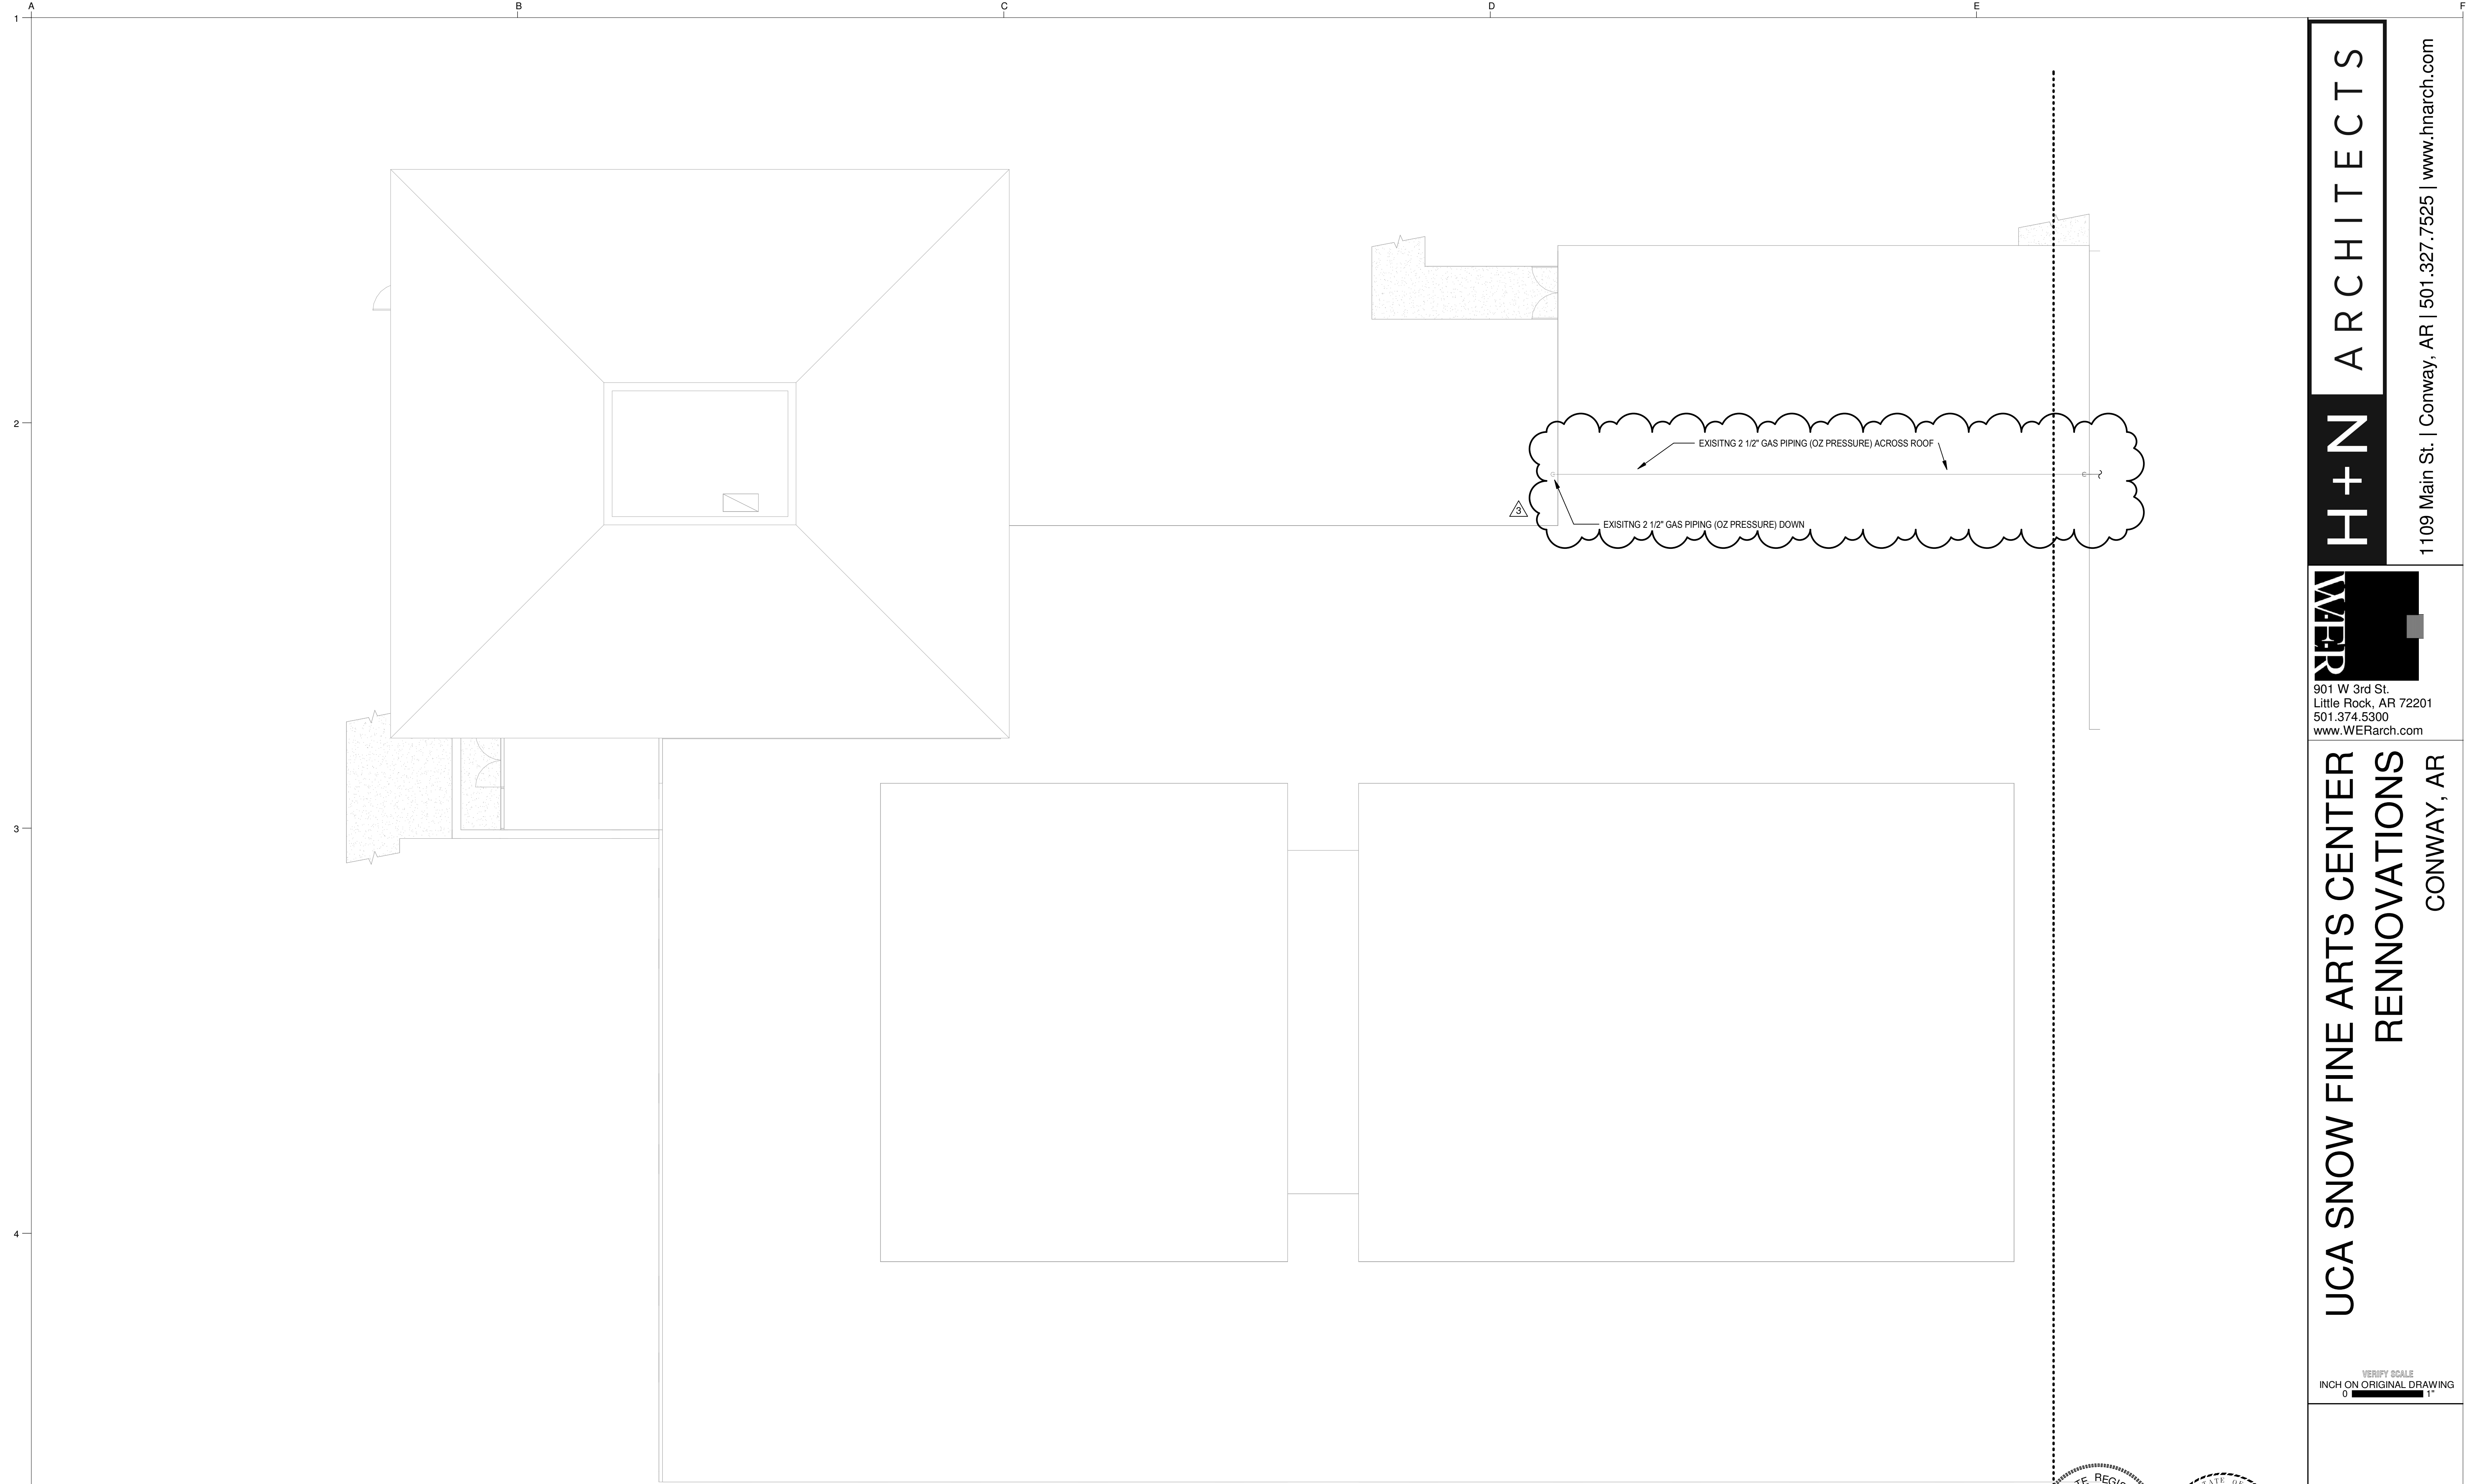 A B C D E F
1
2
3
4
EXISITNG 2 1/2" GAS PIPING (OZ PRESSURE) ACROSS ROOF
3
EXISITNG 2 1/2" GAS PIPING (OZ PRESSURE) DOWN
H+N ARCHITECTS
1109 Main St. | Conway, AR | 501.327.7525 | www.hnarch.com
WER
901 W 3rd St.
Little Rock, AR 72201
501.374.5300
www.WERarch.com
UCA SNOW FINE ARTS CENTER
RENNOVATIONS
CONWAY, AR
VERIFY SCALE
INCH ON ORIGINAL DRAWING
0 1"